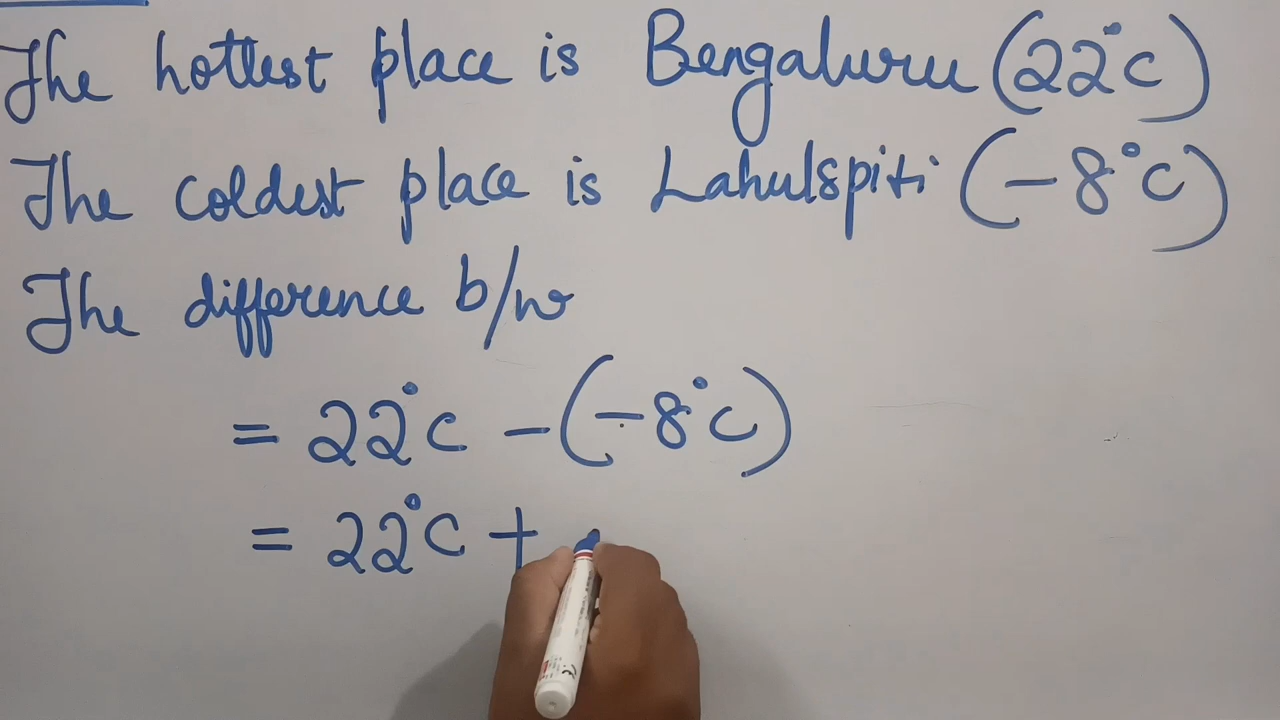 The hottest place is Bengaluru (22°C)
The coldest place is Lahulspiti (-8°C)
The difference b/w
= 22°C - (-8°C)
= 22°C +